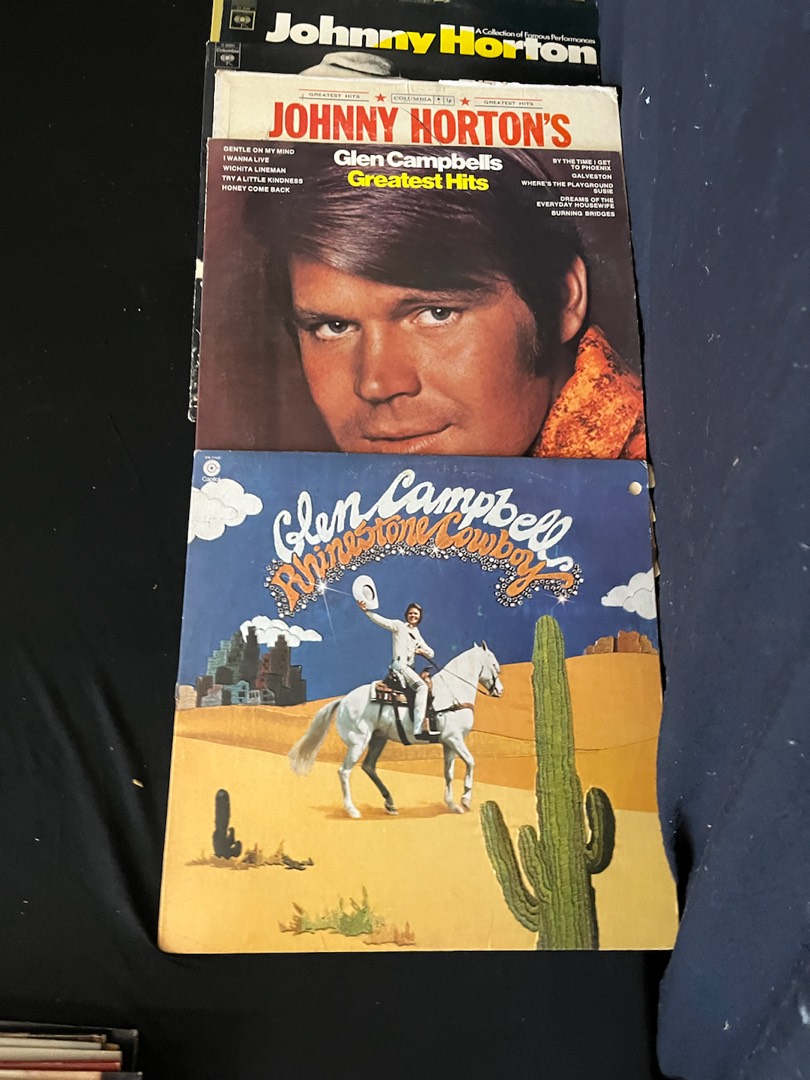 A Collection of Famous Performances
Johnny Horton
Columbia
GREATEST HITS
COLUMBIA
GREATEST HITS
JOHNNY HORTON'S
GENTLE ON MY MIND
I WANNA LIVE
WICHITA LINEMAN
TRY A LITTLE KINDNESS
HONEY COME BACK
Glen Campbell's
Greatest Hits
BY THE TIME I GET
TO PHOENIX
GALVESTON
WHERE'S THE PLAYGROUND
SUSIE
DREAMS OF THE
EVERYDAY HOUSEWIFE
BURNING BRIDGES
Capitol
Glen Campbell
Rhinestone Cowboy